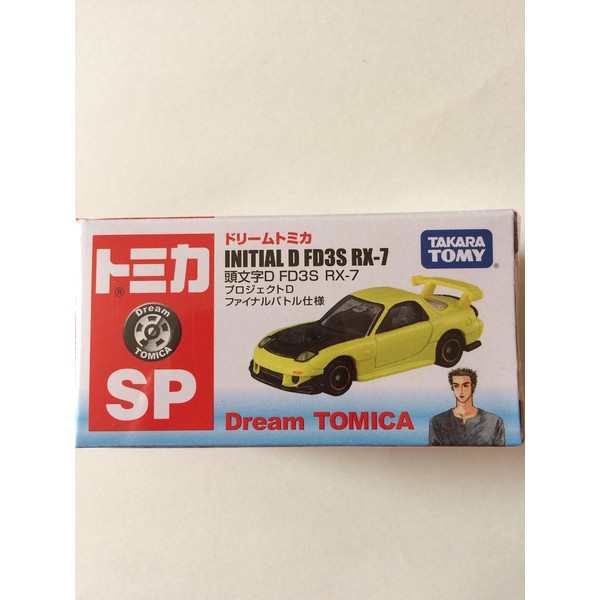 トミカ
®
Dream
TOMICA
SP
ドリームトミカ
INITIAL D FD3S RX-7
頭文字D FD3S RX-7
プロジェクトD
ファイナルバトル仕様
TAKARA
TOMY
Dream TOMICA